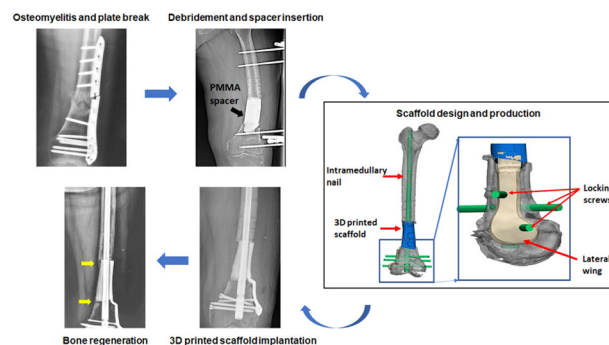 Osteomyelitis and plate break
Debridement and spacer insertion
PMMA
spacer
Scaffold design and production
Intramedullary
nail
3D printed
scaffold
Locking
screws
Lateral
wing
Bone regeneration
3D printed scaffold implantation